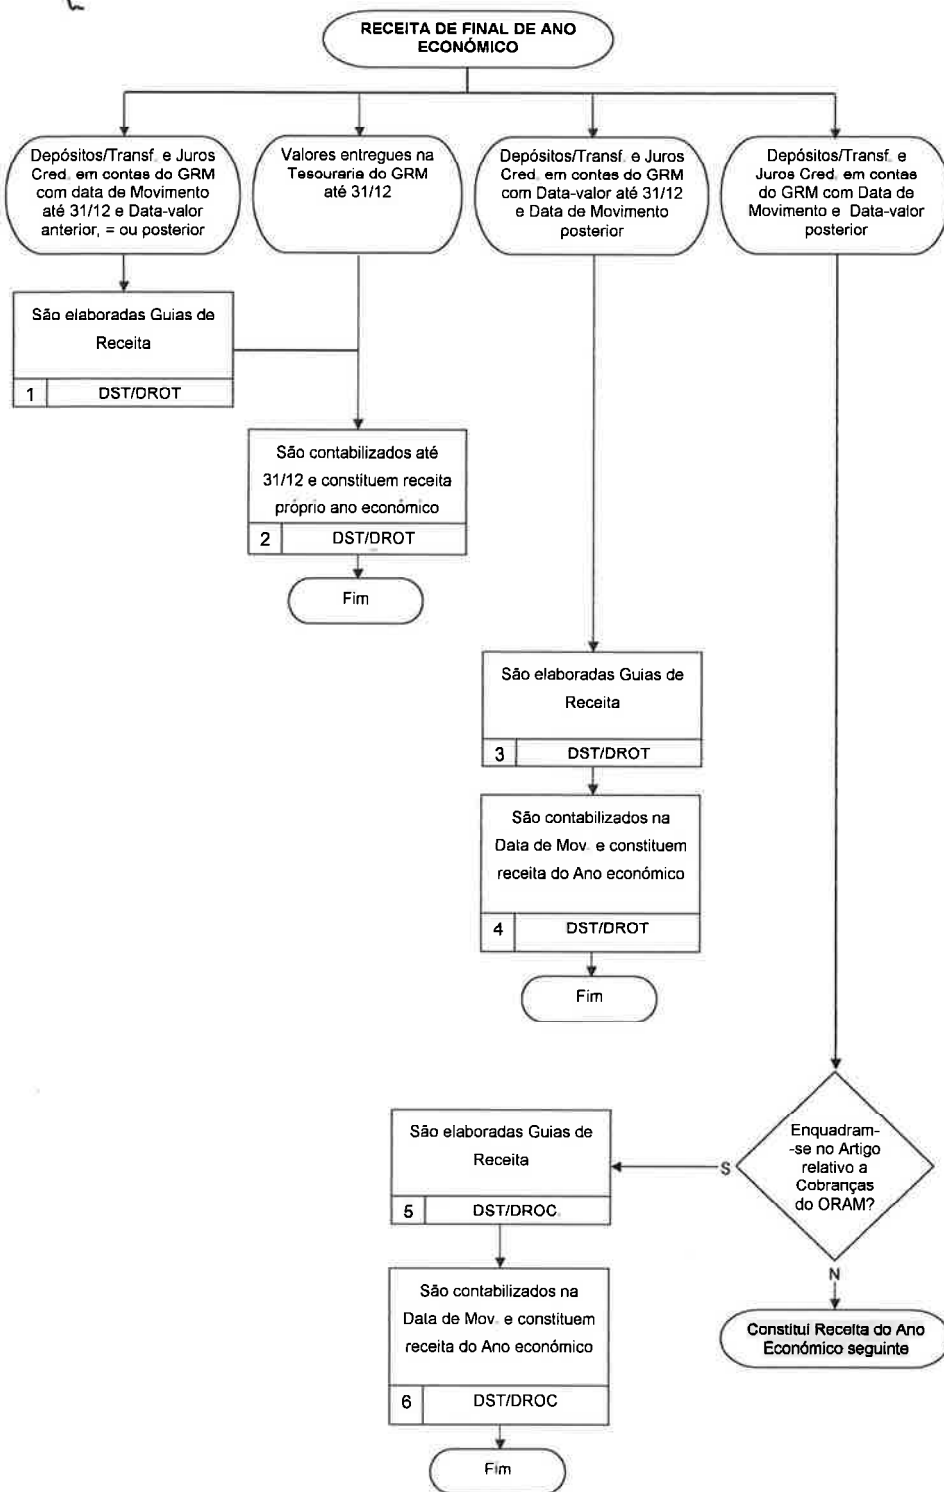 RECEITA DE FINAL DE ANO
ECONÓMICO
Depósitos/Transf. e Juros
Cred. em contas do GRM
com data de Movimento
até 31/12 e Data-valor
anterior, = ou posterior
Valores entregues na
Tesouraria do GRM
até 31/12
Depósitos/Transf. e Juros
Cred. em contas do GRM
com Data-valor até 31/12
e Data de Movimento
posterior
Depósitos/Transf. e
Juros Cred. em contas
do GRM com Data de
Movimento e Data-valor
posterior
São elaboradas Guias de
Receita
1 DST/DROT
São contabilizados até
31/12 e constituem receita
próprio ano económico
2 DST/DROT
Fim
São elaboradas Guias de
Receita
3 DST/DROT
São contabilizados na
Data de Mov. e constituem
receita do Ano económico
4 DST/DROT
Fim
Enquadram-
-se no Artigo
relativo a
Cobranças
do ORAM?
S
São elaboradas Guias de
Receita
5 DST/DROC
N
São contabilizados na
Data de Mov. e constituem
receita do Ano económico
6 DST/DROC
Constitui Receita do Ano
Económico seguinte
Fim